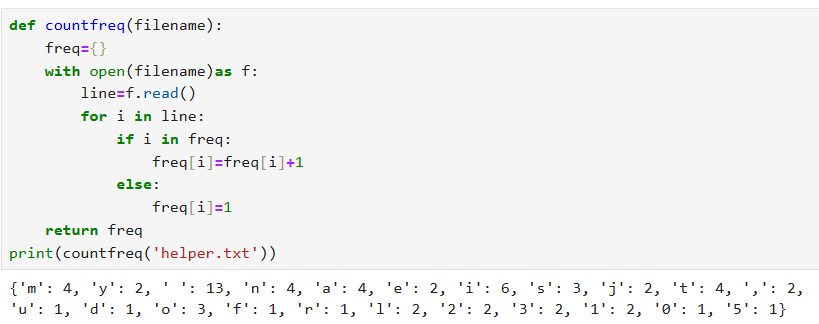 def countfreq(filename):
    freq={}
    with open(filename)as f:
        line=f.read()
        for i in line:
            if i in freq:
                freq[i]=freq[i]+1
            else:
                freq[i]=1
    return freq
print(countfreq('helper.txt'))
{'m': 4, 'y': 2, ' ': 13, 'n': 4, 'a': 4, 'e': 2, 'i': 6, 's': 3, 'j': 2, 't': 4, ',': 2,
'u': 1, 'd': 1, 'o': 3, 'f': 1, 'r': 1, 'l': 2, '2': 2, '3': 2, '1': 2, '0': 1, '5': 1}